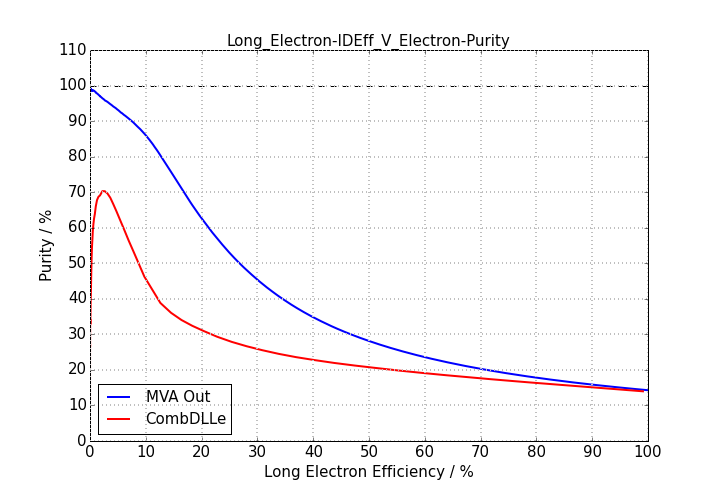 Long_Electron-IDEff_V_Electron-Purity
110
100
90
80
70
60
50
40
30
20
10
0
Purity / %
MVA Out
CombDLLe
0 10 20 30 40 50 60 70 80 90 100
Long Electron Efficiency / %